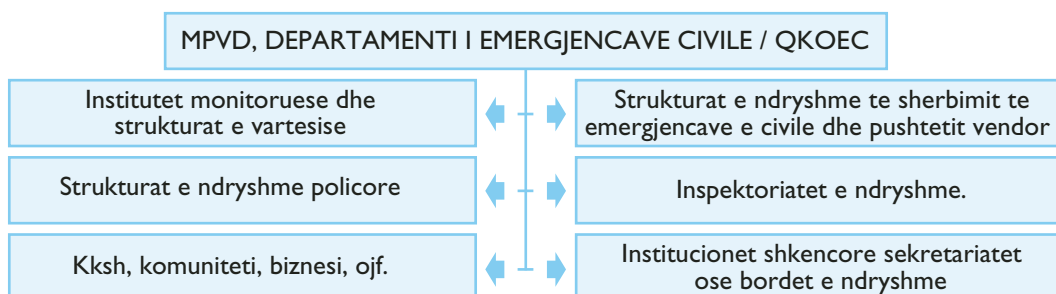 MPVD, DEPARTAMENTI I EMERGJENCAVE CIVILE / QKOEC
Institutet monitoruese dhe
strukturat e vartesise
Strukturat e ndryshme te sherbimit te
emergjencave e civile dhe pushtetit vendor
Strukturat e ndryshme policore
Inspektoriatet e ndryshme.
Kksh, komuniteti, biznesi, ojf.
Institucionet shkencore sekretariatet
ose bordet e ndryshme